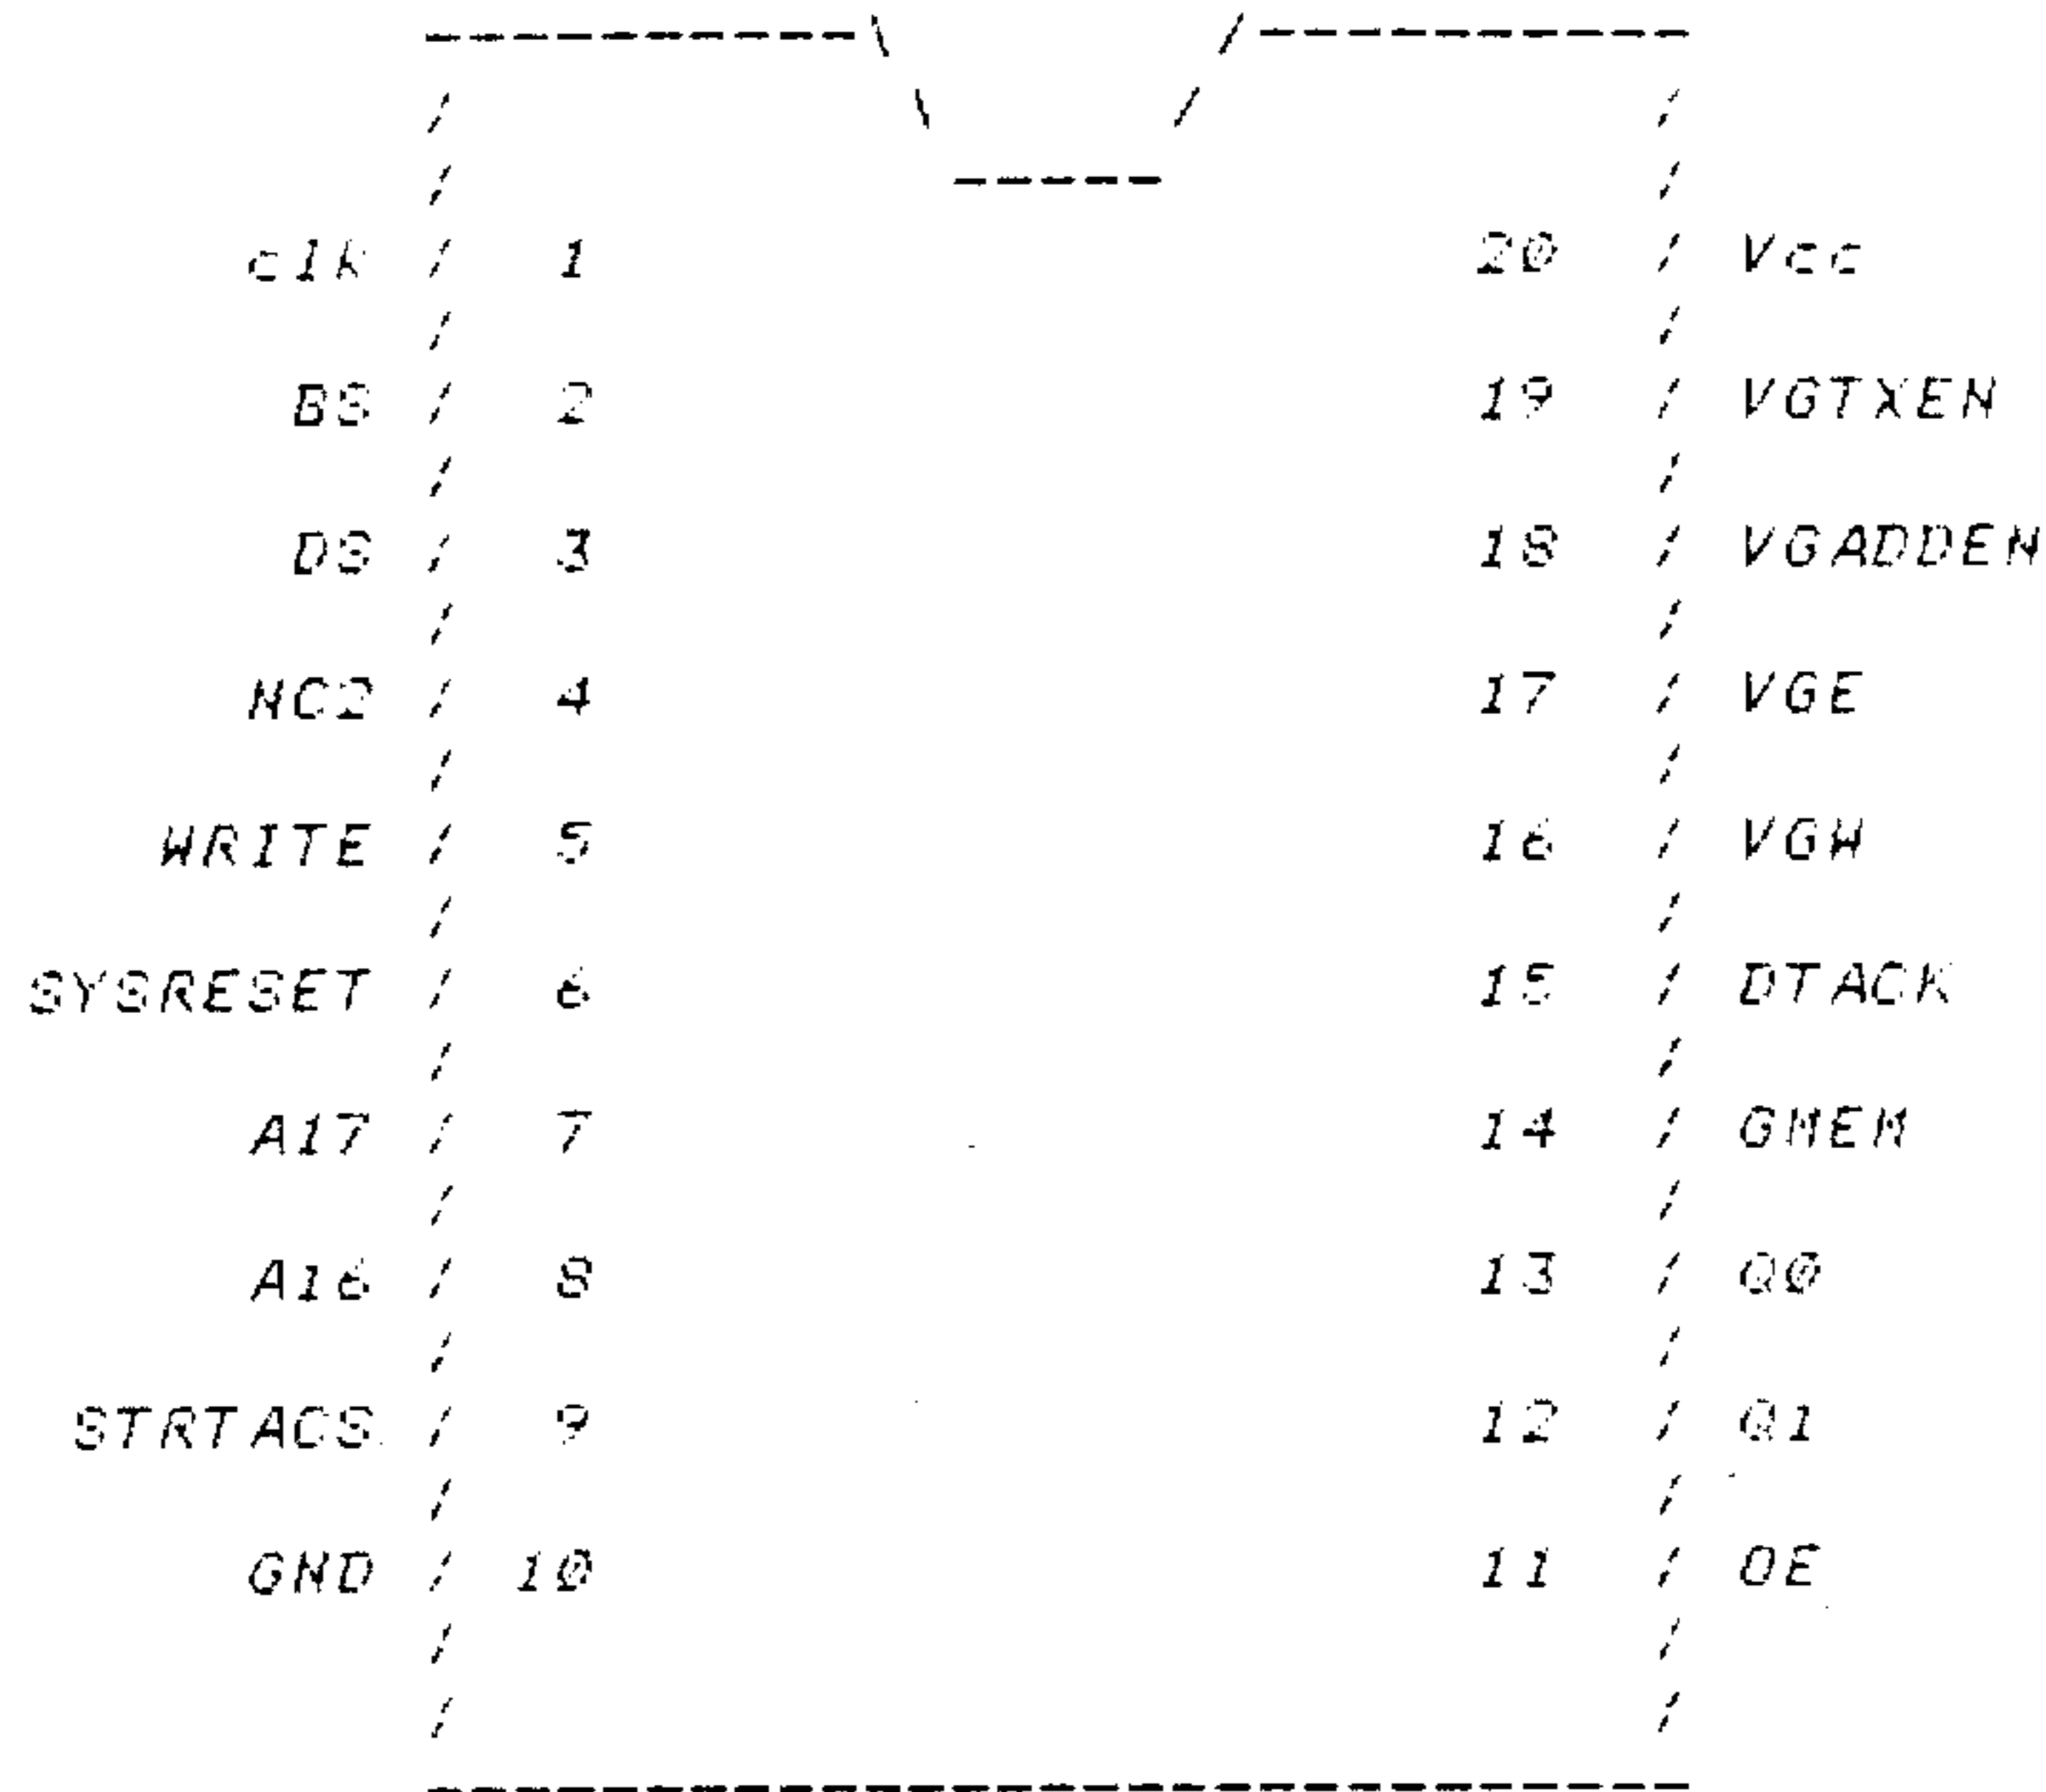 clk 1 20 Vcc
BS 2 19 VGTXEN
DS 3 18 VGADDEN
NC2 4 17 VGE
WRITE 5 16 VGW
SYSRESET 6 15 DTACK
A17 7 14 GMEM
A16 8 13 Q0
STRTACS 9 12 Q1
GND 10 11 OE